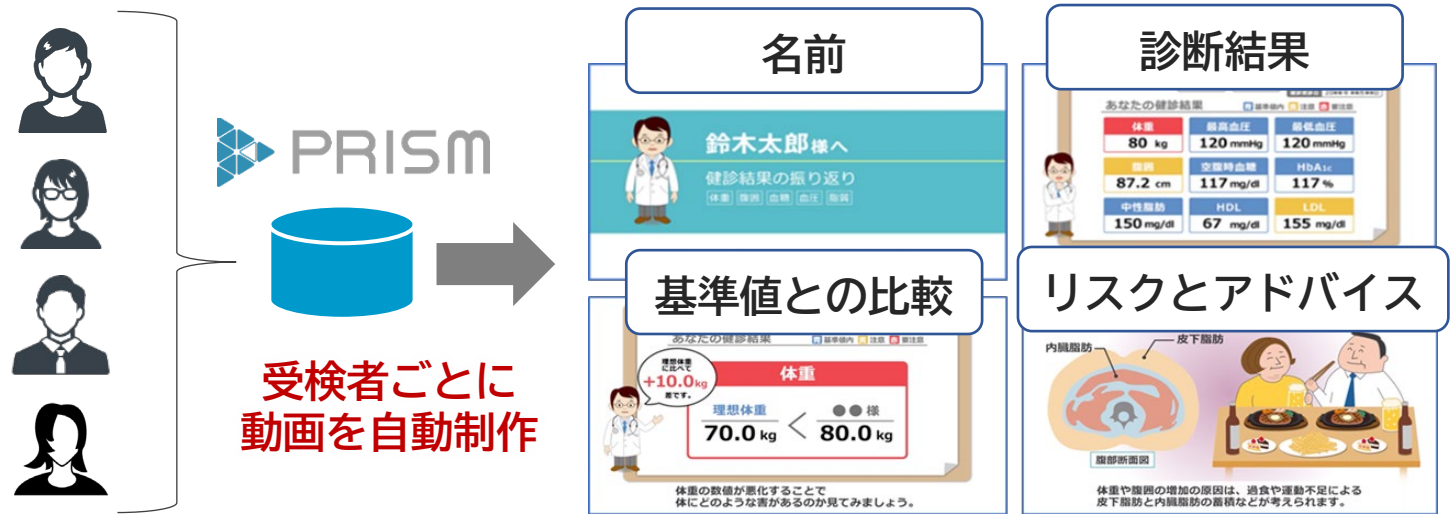 PRISM
受検者ごとに
動画を自動制作
名前
鈴木太郎様へ
健診結果の振り返り
体重 腹囲 血糖 血圧 脂質
診断結果
あなたの健診結果
基準値内 注意 要注意
体重 最高血圧 最低血圧
80 kg 120 mmHg 120 mmHg
腹囲 空腹時血糖 HbA1c
87.2 cm 117 mg/dl 117 %
中性脂肪 HDL LDL
150 mg/dl 67 mg/dl 155 mg/dl
基準値との比較
あなたの健診結果
基準値内 注意 要注意
理想体重
に比べて
+10.0kg
差です。
体重
理想体重 ●●様
70.0 kg < 80.0 kg
体重の数値が悪化することで
体にどのような害があるのか見てみましょう。
リスクとアドバイス
内臓脂肪
皮下脂肪
腹部断面図
体重や腹囲の増加の原因は、過食や運動不足による
皮下脂肪と内臓脂肪の蓄積などが考えられます。